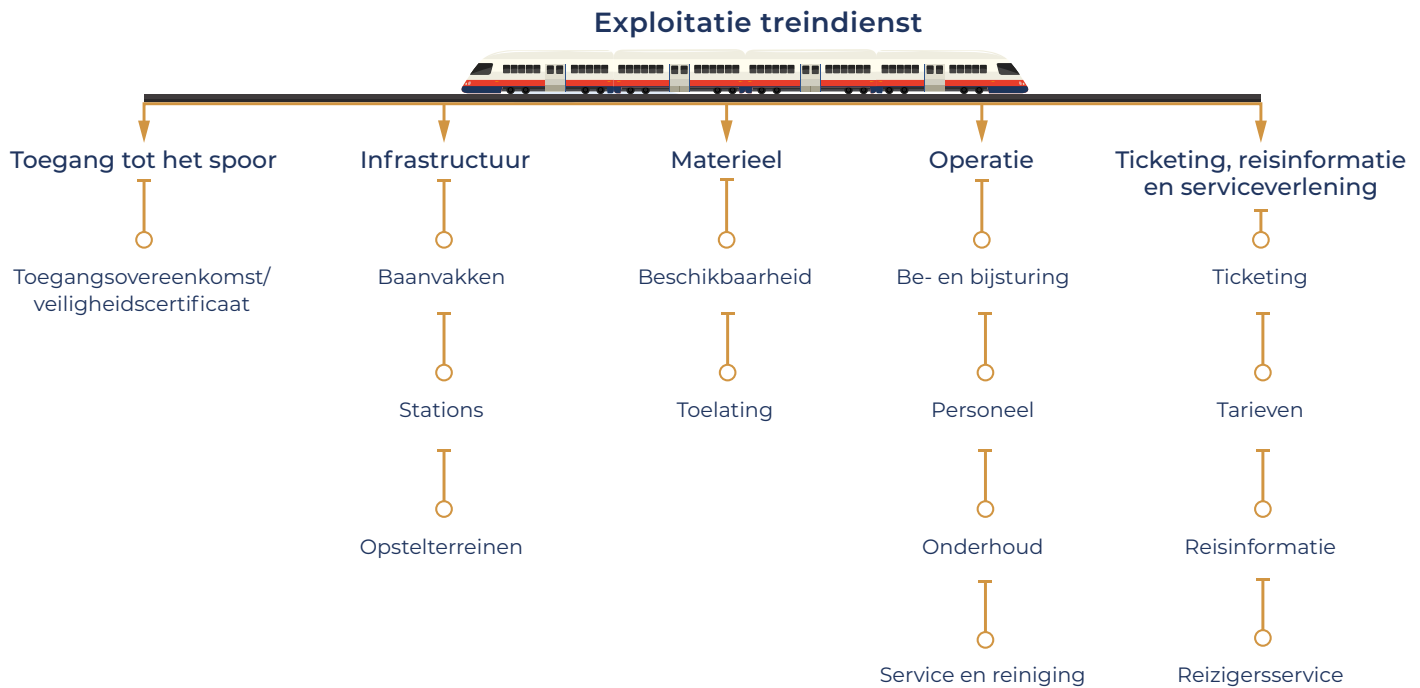 Exploitatie treindienst
Toegang tot het spoor
Infrastructuur
Materieel
Operatie
Ticketing, reisinformatie
en serviceverlening
Toegangsovereenkomst/
veiligheidscertificaat
Baanvakken
Beschikbaarheid
Be- en bijsturing
Ticketing
Stations
Toelating
Personeel
Tarieven
Opstelterreinen
Onderhoud
Reisinformatie
Service en reiniging
Reizigersservice